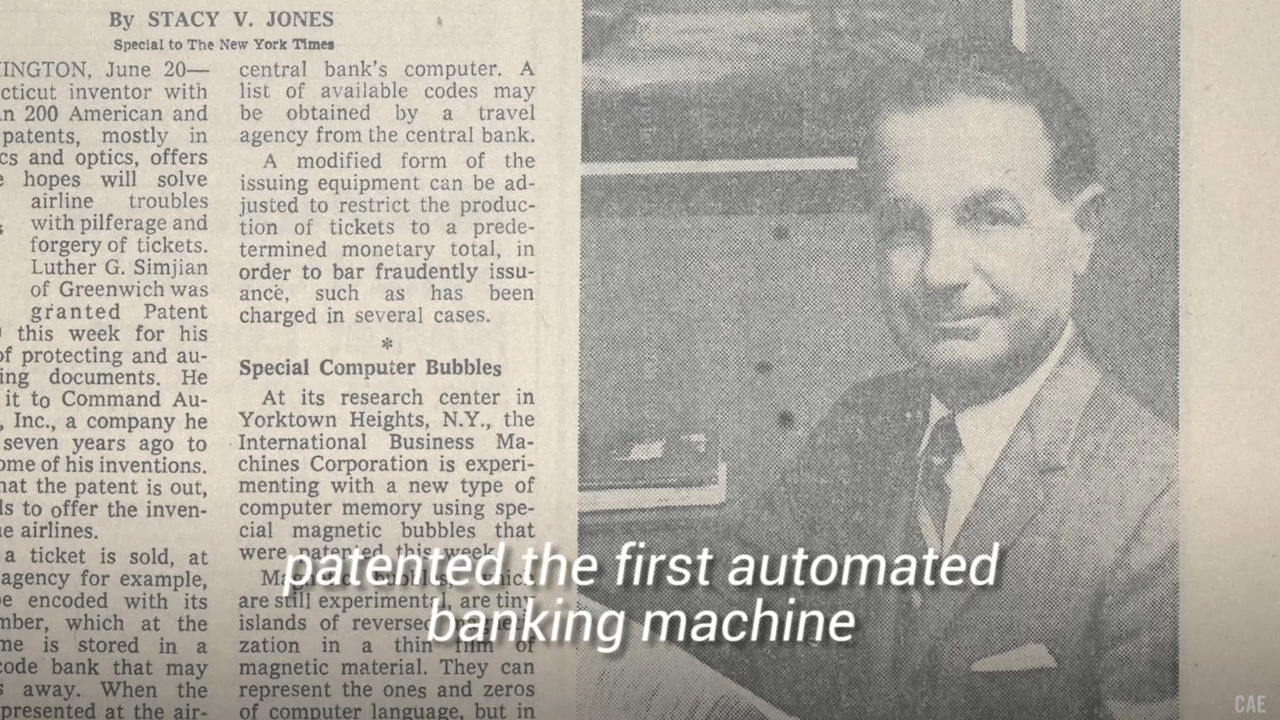 By STACY V. JONES
Special to The New York Times
INGTON, June 20—
cticut inventor with
n 200 American and
patents, mostly in
cs and optics, offers
e hopes will solve
airline troubles
with pilferage and
forgery of tickets.
Luther G. Simjian
of Greenwich was
granted Patent
this week for his
of protecting and au-
ing documents. He
it to Command Au-
, Inc., a company he
seven years ago to
ome of his inventions.
hat the patent is out,
ds to offer the inven-
e airlines.
a ticket is sold, at
agency for example,
be encoded with its
mber, which at the
me is stored in a
code bank that may
s away. When the
presented at the air-
central bank's computer. A
list of available codes may
be obtained by a travel
agency from the central bank.
A modified form of the
issuing equipment can be ad-
justed to restrict the produc-
tion of tickets to a prede-
termined monetary total, in
order to bar fraudently issu-
ance, such as has been
charged in several cases.
*
Special Computer Bubbles
At its research center in
Yorktown Heights, N.Y., the
International Business Ma-
chines Corporation is experi-
menting with a new type of
computer memory using spe-
cial magnetic bubbles that
were patented this week.
Magnetic bubbles, which
are still experimental, are tiny
islands of reversed
zation in a thin film of
magnetic material. They can
represent the ones and zeros
of computer language, but in
patented the first automated
banking machine
CAE